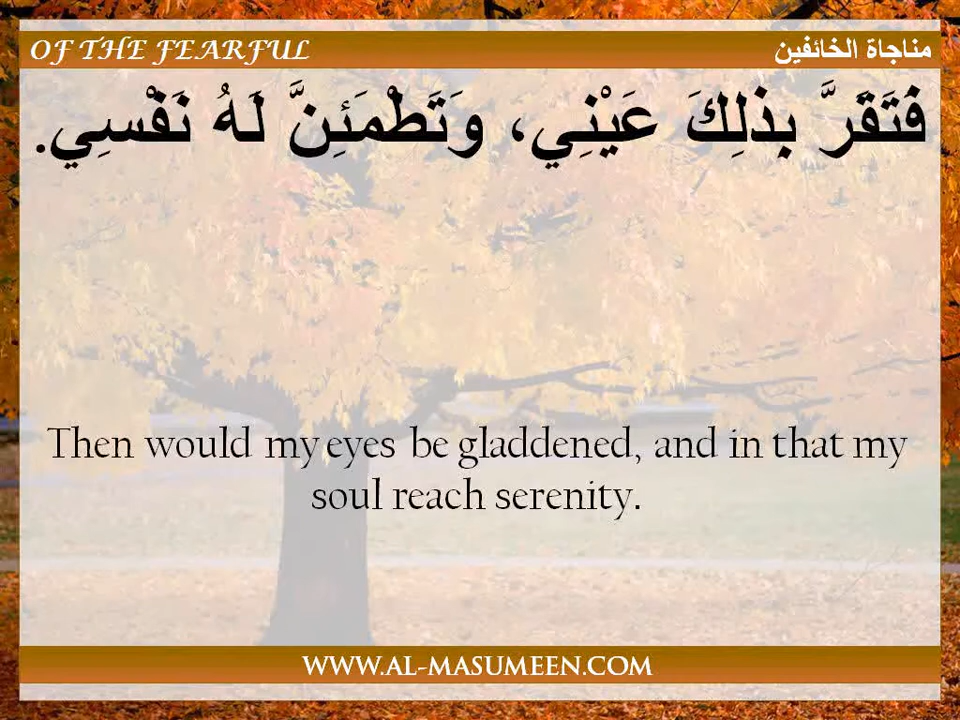 OF THE FEARFUL
مناجاة الخائفين
فَتَقَرَّ بِذلِكَ عَيْنِي، وَتَطْمَئِنَّ لَهُ نَفْسِي.
Then would my eyes be gladdened, and in that my
soul reach serenity.
WWW.AL-MASUMEEN.COM